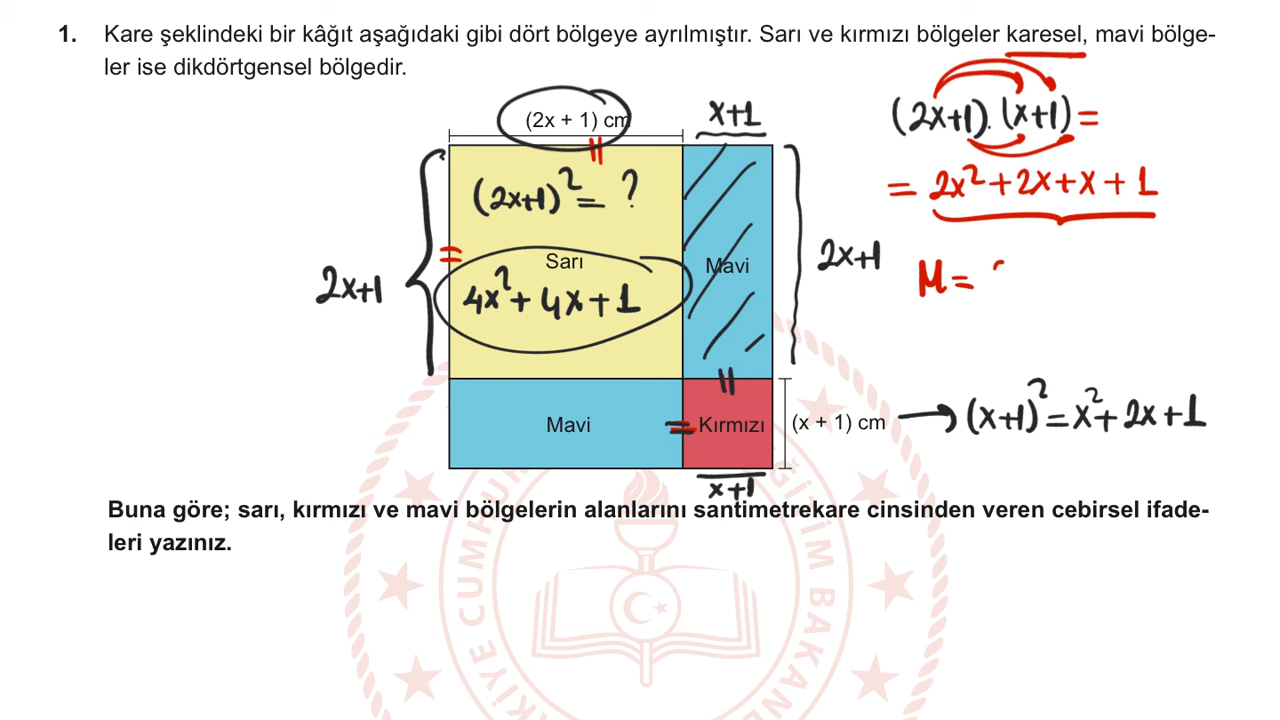 1. Kare şeklindeki bir kâğıt aşağıdaki gibi dört bölgeye ayrılmıştır. Sarı ve kırmızı bölgeler karesel, mavi bölge-
ler ise dikdörtgensel bölgedir.
(2x + 1) cm
x+1
(2x+1).(x+1)=
(2x+1)²= ?
= 2x²+2x+x+1
Sarı
Mavi
2x+1
2x+1
4x²+4x+1
M=
Mavi
Kırmızı
(x + 1) cm
(x+1)²=x²+2x+1
x+1
Buna göre; sarı, kırmızı ve mavi bölgelerin alanlarını santimetrekare cinsinden veren cebirsel ifade-
leri yazınız.